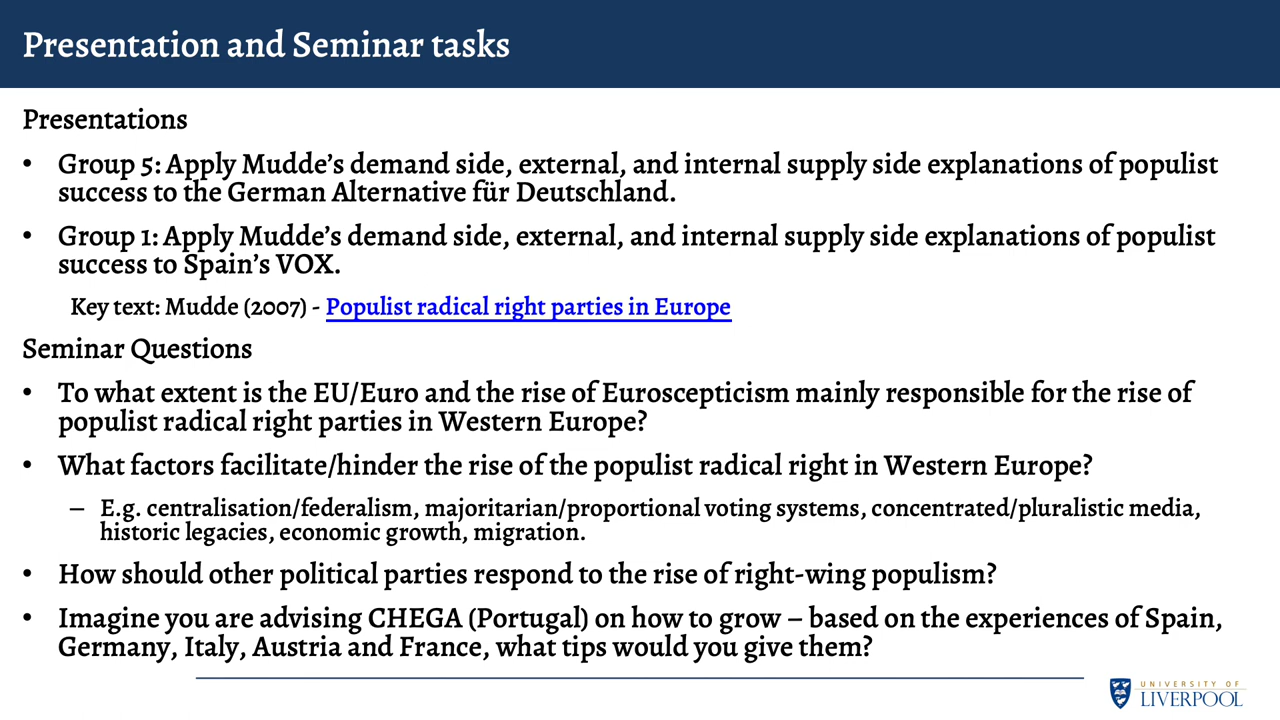 Presentation and Seminar tasks
Presentations
• Group 5: Apply Mudde's demand side, external, and internal supply side explanations of populist
success to the German Alternative für Deutschland.
• Group 1: Apply Mudde's demand side, external, and internal supply side explanations of populist
success to Spain's VOX.
Key text: Mudde (2007) - Populist radical right parties in Europe
Seminar Questions
• To what extent is the EU/Euro and the rise of Euroscepticism mainly responsible for the rise of
populist radical right parties in Western Europe?
• What factors facilitate/hinder the rise of the populist radical right in Western Europe?
– E.g. centralisation/federalism, majoritarian/proportional voting systems, concentrated/pluralistic media,
historic legacies, economic growth, migration.
• How should other political parties respond to the rise of right-wing populism?
• Imagine you are advising CHEGA (Portugal) on how to grow – based on the experiences of Spain,
Germany, Italy, Austria and France, what tips would you give them?
UNIVERSITY OF
LIVERPOOL